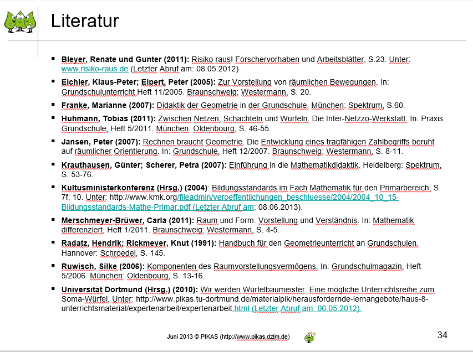 Literatur
Bleyer, Renate und Gunter (2011): Risiko raus! Forschervorhaben und Arbeitsblätter, S.23. Unter:
www.risiko-raus.de (Letzter Abruf am: 08.05.2012)
Eichler, Klaus-Peter; Eipert, Peter (2005): Zur Vorstellung von räumlichen Bewegungen. In:
Grundschulunterricht Heft 11/2005. Braunschweig: Westermann, S. 20.
Franke, Marianne (2007): Didaktik der Geometrie in der Grundschule. München: Spektrum, S.60.
Huhmann, Tobias (2011): Zwischen Netzen, Schachteln und Würfeln. Die Inter-Netzzo-Werkstatt. In: Praxis
Grundschule, Heft 5/2011. München: Oldenbourg, S. 46-55.
Jansen, Peter (2007): Rechnen braucht Geometrie. Die Entwicklung eines tragfähigen Zahlbegriffs beruht
auf räumlicher Orientierung. In: Grundschule, Heft 12/2007. Braunschweig: Westermann, S. 8-11.
Krauthausen, Günter; Scherer, Petra (2007): Einführung in die Mathematikdidaktik. Heidelberg: Spektrum,
S. 53-76.
Kultusministerkonferenz (Hrsg.) (2004): Bildungsstandards im Fach Mathematik für den Primarbereich, S.
7f; 10. Unter: http://www.kmk.org/fileadmin/veroeffentlichungen_beschluesse/2004/2004_10_15-
Bildungsstandards-Mathe-Primar.pdf (Letzter Abruf am: 08.06.2013).
Merschmeyer-Brüwer, Carla (2011): Raum und Form. Vorstellung und Verständnis. In: Mathematik
differenziert, Heft 1/2011. Braunschweig: Westermann, S. 4-5.
Radatz, Hendrik; Rickmeyer, Knut (1991): Handbuch für den Geometrieunterricht an Grundschulen.
Hannover: Schroedel, S. 145.
Ruwisch, Silke (2006): Komponenten des Raumvorstellungsvermögens. In: Grundschulmagazin, Heft
5/2006. München: Oldenbourg, S. 13-16.
Universität Dortmund (Hrsg.) (2010): Wir werden Würfelbaumeister. Eine mögliche Unterrichtsreihe zum
Soma-Würfel. Unter: http://www.pikas.tu-dortmund.de/materialpik/herausfordernde-lernangebote/haus-8-
unterrichtsmaterial/expertenarbeit/expertenarbeit.html (Letzter Abruf am: 06.05.2012).
Juni 2013 © PIKAS (http://www.pikas.dzlm.de)
34